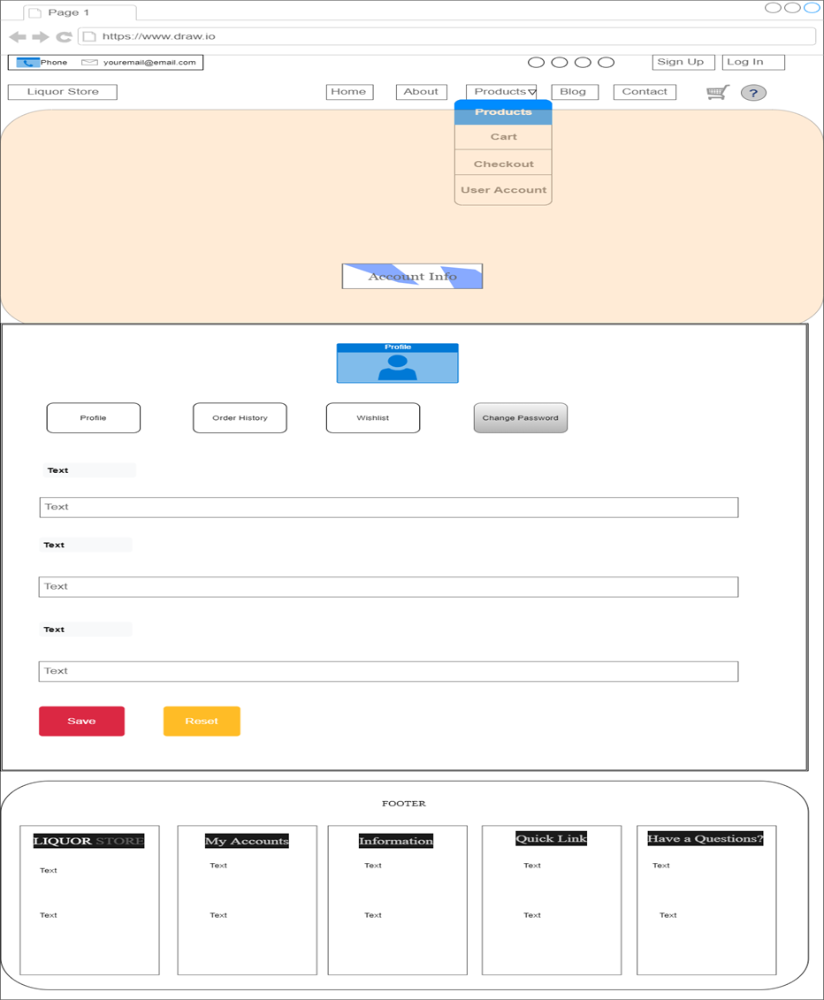 Page 1
https://www.draw.io
Phone youremail@email.com Sign Up Log In
Liquor Store Home About Products Blog Contact ?
Products
Cart
Checkout
User Account
Account Info
Profile
Profile Order History Wishlist Change Password
Text
Text
Text
Text
Text
Text
Save Reset
FOOTER
LIQUOR STORE My Accounts Information Quick Link Have a Questions?
Text Text Text Text Text
Text Text Text Text Text